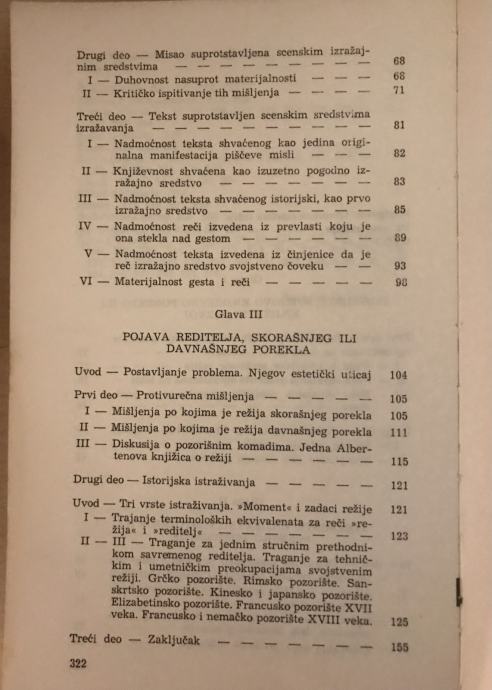 Drugi deo — Misao suprotstavljena scenskim izražaj-
nim sredstvima — — — — — — — — 68
I — Duhovnost nasuprot materijalnosti — — — 68
II — Kritičko ispitivanje tih mišljenja — — — — 71
Treći deo — Tekst suprotstavljen scenskim sredstvima
izražavanja — — — — — — — — — 81
I — Nadmoćnost teksta shvaćenog kao jedina origi-
nalna manifestacija piščeve misli — — — 82
II — Književnost shvaćena kao izuzetno pogodno iz-
ražajno sredstvo — — — — — — 83
III — Nadmoćnost teksta shvaćenog istorijski, kao prvo
izražajno sredstvo — — — — — — 85
IV — Nadmoćnost reči izvedena iz prevlasti koju je
ona stekla nad gestom — — — — — 89
V — Nadmoćnost teksta izvedena iz činjenice da je
reč izražajno sredstvo svojstveno čoveku — — 93
VI — Materijalnost gesta i reči — — — — — 98
Glava III
POJAVA REDITELJA, SKORAŠNJEG ILI
DAVNAŠNJEG POREKLA
Uvod — Postavljanje problema. Njegov estetički uticaj 104
Prvi deo — Protivurečna mišljenja — — — — — 105
I — Mišljenja po kojima je režija skorašnjeg porekla 105
II — Mišljenja po kojima je režija davnašnjeg porekla 111
III — Diskusija o pozorišnim komadima. Jedna Alber-
tenova knjižica o režiji — — — — — — 115
Drugi deo — Istorijska istraživanja — — — — — 121
Uvod — Tri vrste istraživanja. »Moment« i zadaci režije 121
I — Trajanje terminoloških ekvivalenata za reči »re-
žija« i »reditelj« — — — — — — — 123
II — III — Traganje za jednim stručnim prethodni-
kom savremenog reditelja. Traganje za tehnič-
kim i umetničkim preokupacijama svojstvenim
režiji. Grčko pozorište. Rimsko pozorište. San-
skrtsko pozorište. Kinesko i japansko pozorište.
Elizabetinsko pozorište. Francusko pozorište XVII
veka. Francusko i nemačko pozorište XVIII veka. 125
Treći deo — Zaključak — — — — — — — 155
322